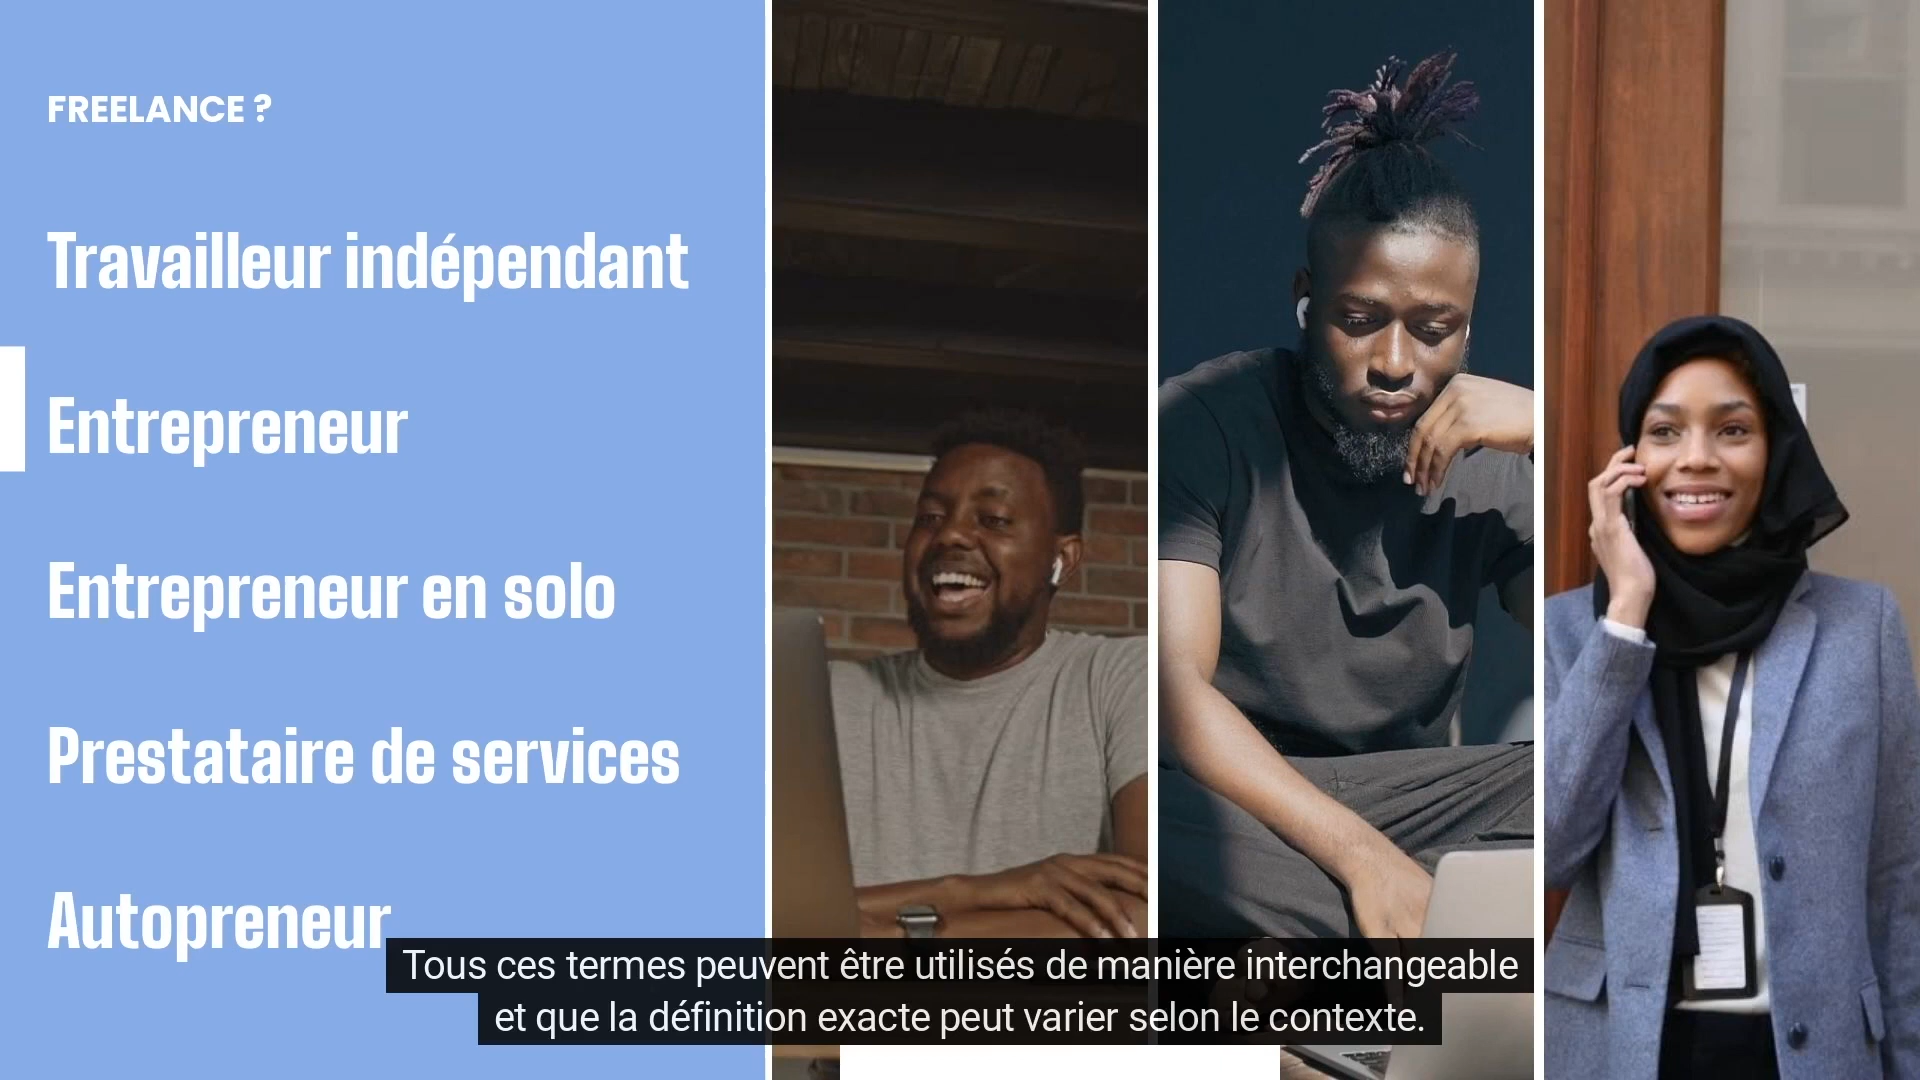 FREELANCE ?
Travailleur indépendant
Entrepreneur
Entrepreneur en solo
Prestataire de services
Autopreneur
Tous ces termes peuvent être utilisés de manière interchangeable
et que la définition exacte peut varier selon le contexte.